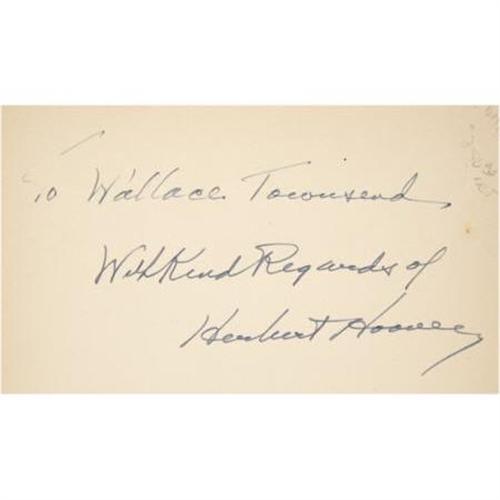 To Wallace Townsend
With Kind Regards of
Herbert Hoover